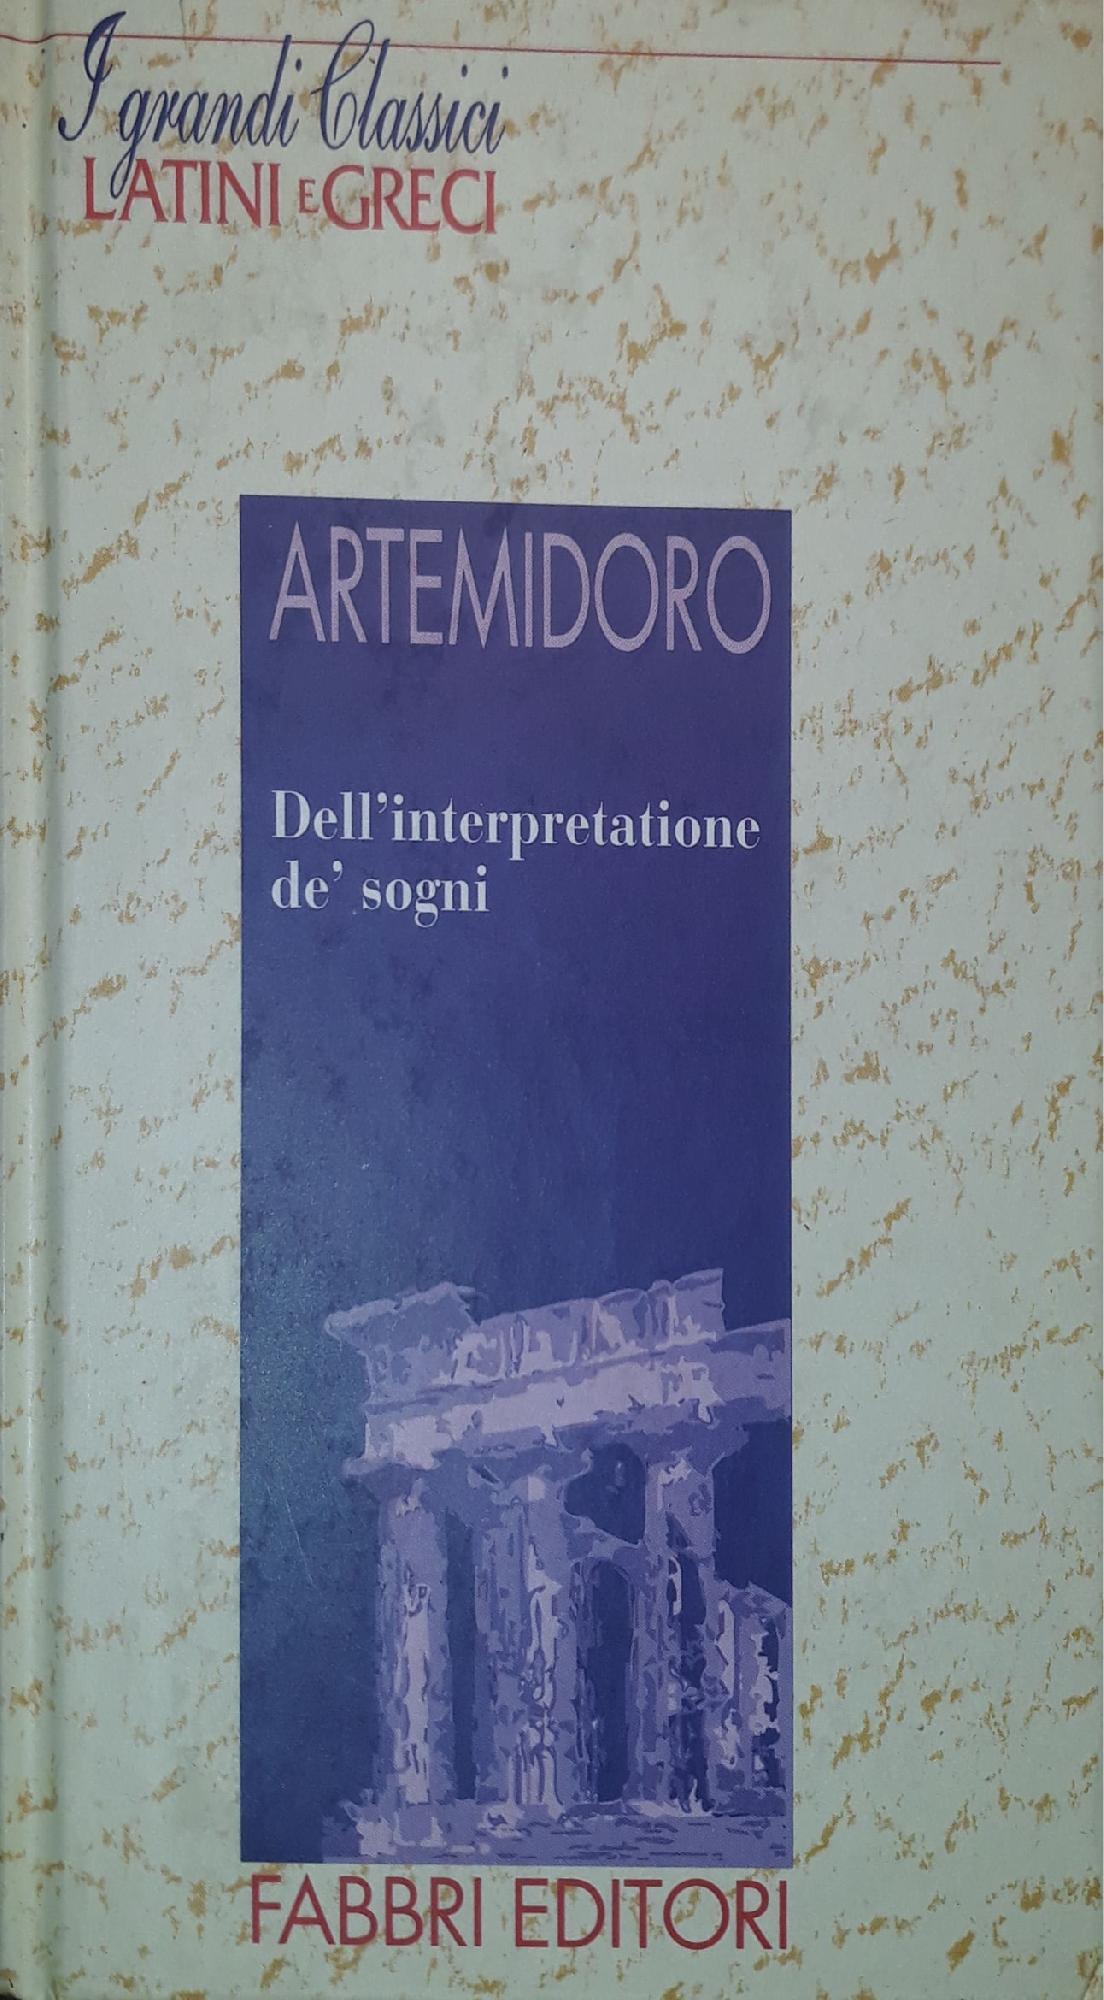 I grandi Classici
LATINI E GRECI
ARTEMIDORO
Dell'interpretatione
de' sogni
FABBRI EDITORI